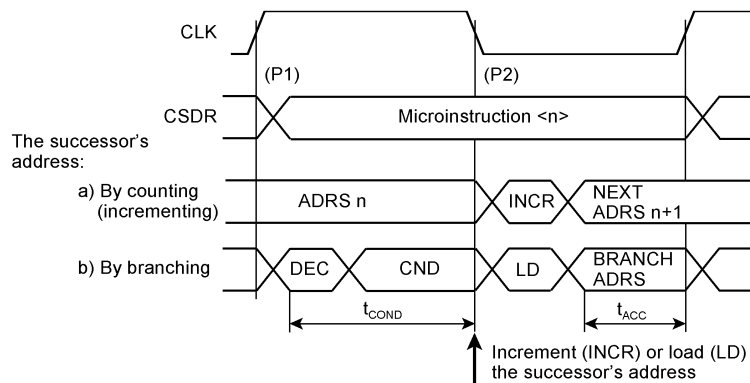 CLK
(P1)
(P2)
CSDR
Microinstruction <n>
The successor's
address:
a) By counting
(incrementing)
ADRS n
INCR
NEXT
ADRS n+1
b) By branching
DEC
CND
LD
BRANCH
ADRS
tCOND
tACC
Increment (INCR) or load (LD)
the successor's address